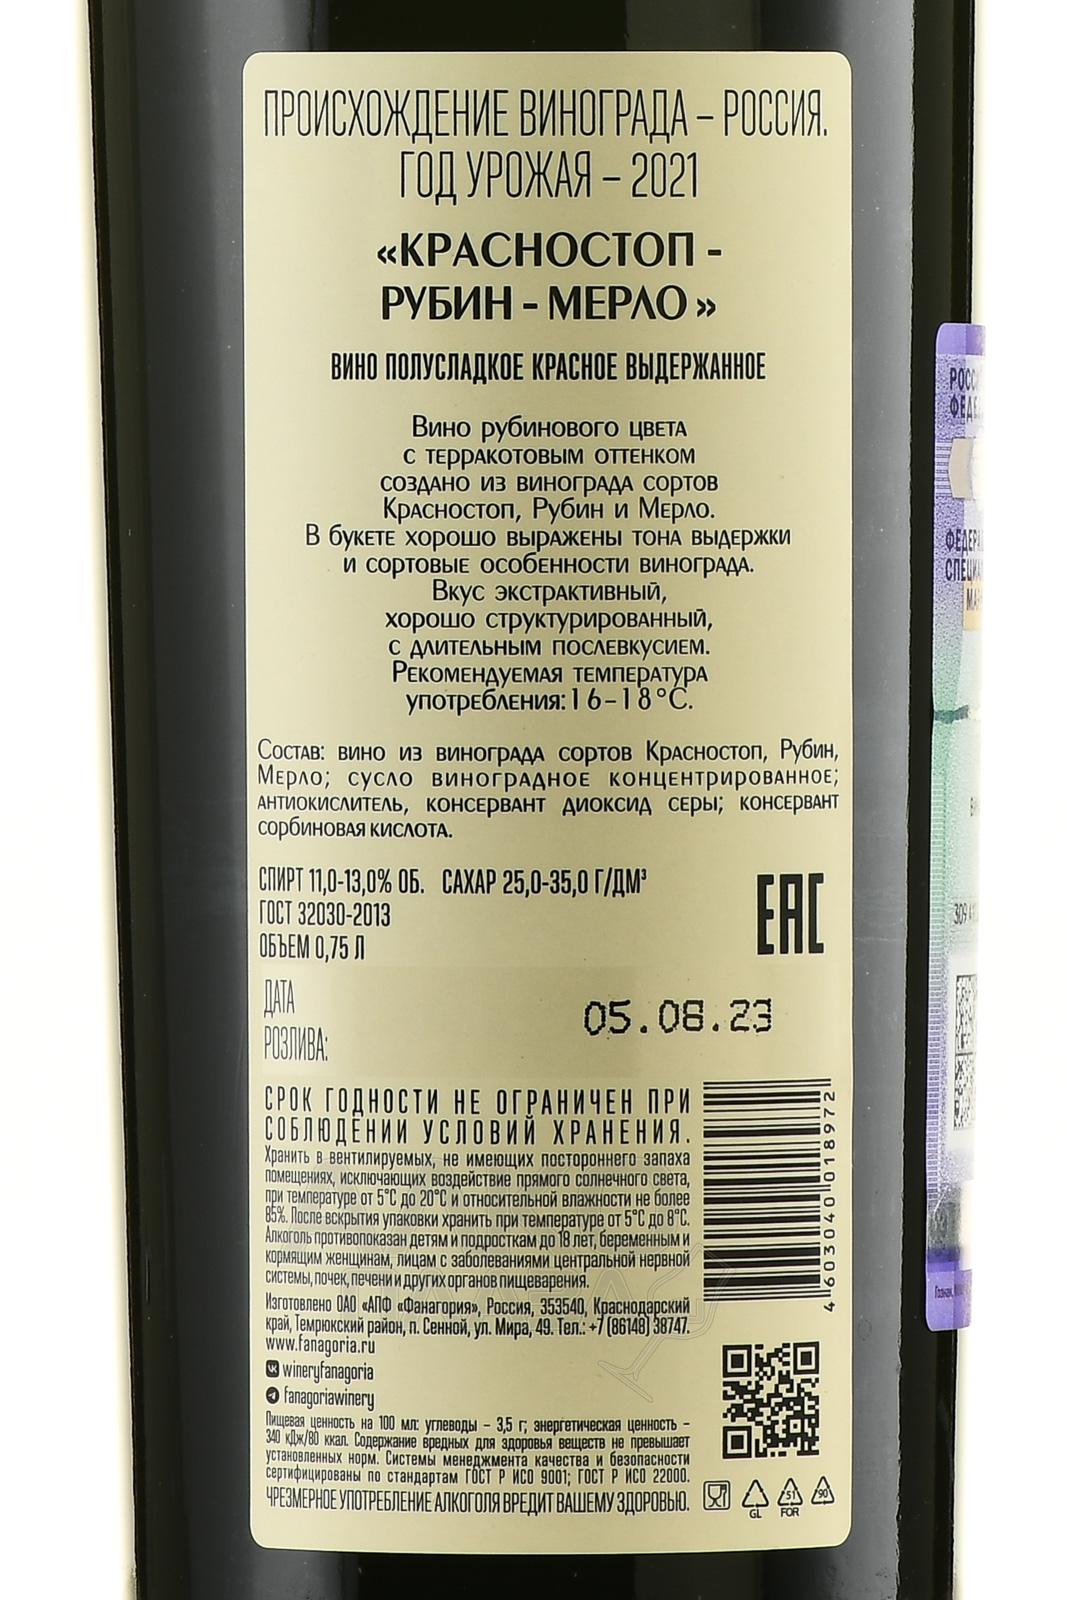 ПРОИСХОЖДЕНИЕ ВИНОГРАДА – РОССИЯ.
ГОД УРОЖАЯ – 2021
«КРАСНОСТОП -
РУБИН - МЕРЛО»
ВИНО ПОЛУСЛАДКОЕ КРАСНОЕ ВЫДЕРЖАННОЕ
Вино рубинового цвета
с терракотовым оттенком
создано из винограда сортов
Красностоп, Рубин и Мерло.
В букете хорошо выражены тона выдержки
и сортовые особенности винограда.
Вкус экстрактивный,
хорошо структурированный,
с длительным послевкусием.
Рекомендуемая температура
употребления:16–18°С.
Состав: вино из винограда сортов Красностоп, Рубин,
Мерло; сусло виноградное концентрированное;
антиокислитель, консервант диоксид серы; консервант
сорбиновая кислота.
СПИРТ 11,0-13,0% ОБ. САХАР 25,0-35,0 Г/ДМ³
ГОСТ 32030-2013
ОБЪЕМ 0,75 Л
ЕАС
ДАТА
РОЗЛИВА:
05.08.23
СРОК ГОДНОСТИ НЕ ОГРАНИЧЕН ПРИ
СОБЛЮДЕНИИ УСЛОВИЙ ХРАНЕНИЯ.
Хранить в вентилируемых, не имеющих постороннего запаха
помещениях, исключающих воздействие прямого солнечного света,
при температуре от 5°С до 20°С и относительной влажности не более
85%. После вскрытия упаковки хранить при температуре от 5°С до 8°С.
Алкоголь противопоказан детям и подросткам до 18 лет, беременным и
кормящим женщинам, лицам с заболеваниями центральной нервной
системы, почек, печени и других органов пищеварения.
Изготовлено ОАО «АПФ «Фанагория», Россия, 353540, Краснодарский
край, Темрюкский район, п. Сенной, ул. Мира, 49. Тел.: +7 (86148) 38747.
www.fanagoria.ru
wineryfanagoria
fanagoriawinery
Пищевая ценность на 100 мл: углеводы – 3,5 г; энергетическая ценность –
340 кДж/80 ккал. Содержание вредных для здоровья веществ не превышает
установленных норм. Системы менеджмента качества и безопасности
сертифицированы по стандартам ГОСТ Р ИСО 9001; ГОСТ Р ИСО 22000.
ЧРЕЗМЕРНОЕ УПОТРЕБЛЕНИЕ АЛКОГОЛЯ ВРЕДИТ ВАШЕМУ ЗДОРОВЬЮ.
4 603040 018972
GL
51
FOR
90